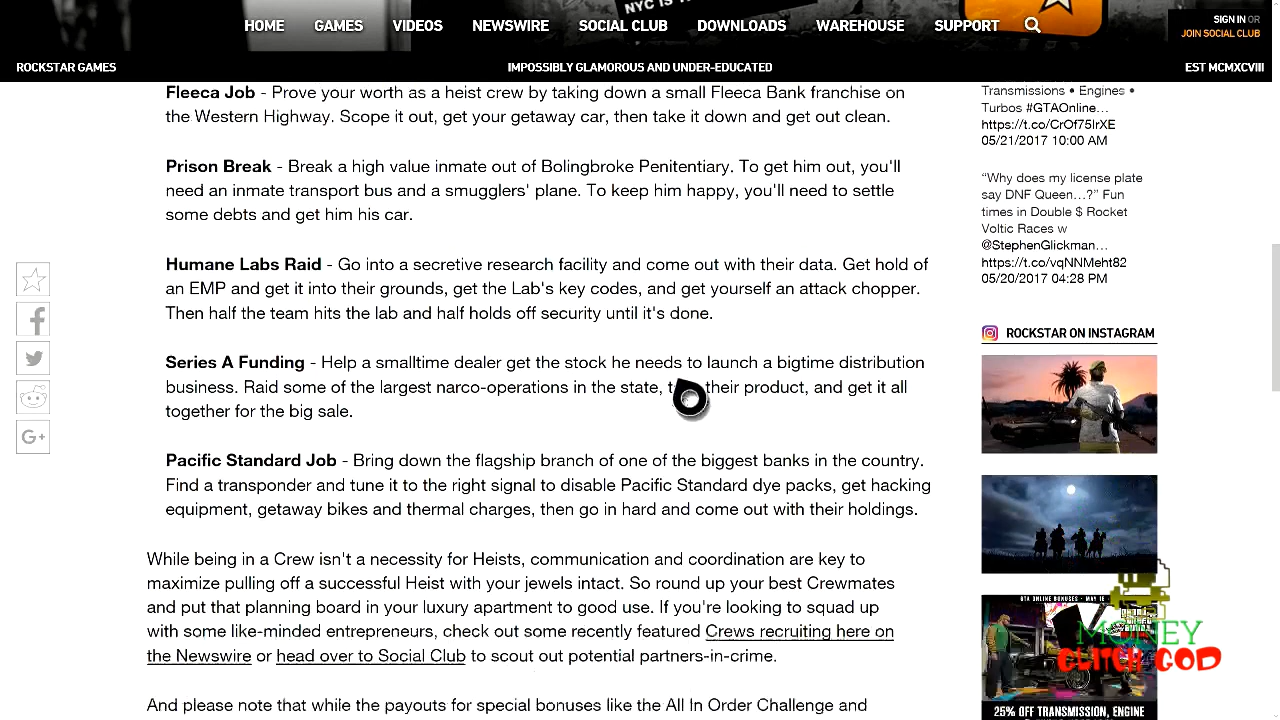 NYC IS
HOME
GAMES
VIDEOS
NEWSWIRE
SOCIAL CLUB
DOWNLOADS
WAREHOUSE
SUPPORT
SIGN IN OR
JOIN SOCIAL CLUB
ROCKSTAR GAMES
IMPOSSIBLY GLAMOROUS AND UNDER-EDUCATED
EST MCMXCVIII
Fleeca Job - Prove your worth as a heist crew by taking down a small Fleeca Bank franchise on
the Western Highway. Scope it out, get your getaway car, then take it down and get out clean.
Prison Break - Break a high value inmate out of Bolingbroke Penitentiary. To get him out, you'll
need an inmate transport bus and a smugglers' plane. To keep him happy, you'll need to settle
some debts and get him his car.
Humane Labs Raid - Go into a secretive research facility and come out with their data. Get hold of
an EMP and get it into their grounds, get the Lab's key codes, and get yourself an attack chopper.
Then half the team hits the lab and half holds off security until it's done.
Series A Funding - Help a smalltime dealer get the stock he needs to launch a bigtime distribution
business. Raid some of the largest narco-operations in the state, their product, and get it all
together for the big sale.
Pacific Standard Job - Bring down the flagship branch of one of the biggest banks in the country.
Find a transponder and tune it to the right signal to disable Pacific Standard dye packs, get hacking
equipment, getaway bikes and thermal charges, then go in hard and come out with their holdings.
While being in a Crew isn't a necessity for Heists, communication and coordination are key to
maximize pulling off a successful Heist with your jewels intact. So round up your best Crewmates
and put that planning board in your luxury apartment to good use. If you're looking to squad up
with some like-minded entrepreneurs, check out some recently featured Crews recruiting here on
the Newswire or head over to Social Club to scout out potential partners-in-crime.
And please note that while the payouts for special bonuses like the All In Order Challenge and
Transmissions • Engines •
Turbos #GTAOnline…
https://t.co/CrOf75IrXE
05/21/2017 10:00 AM
“Why does my license plate
say DNF Queen…?” Fun
times in Double $ Rocket
Voltic Races w
@StephenGlickman…
https://t.co/vqNNMeht82
05/20/2017 04:28 PM
ROCKSTAR ON INSTAGRAM
GTA ONLINE BONUSES - MAY 16
MONEY
GLITCH GOD
25% OFF TRANSMISSION, ENGINE
G+